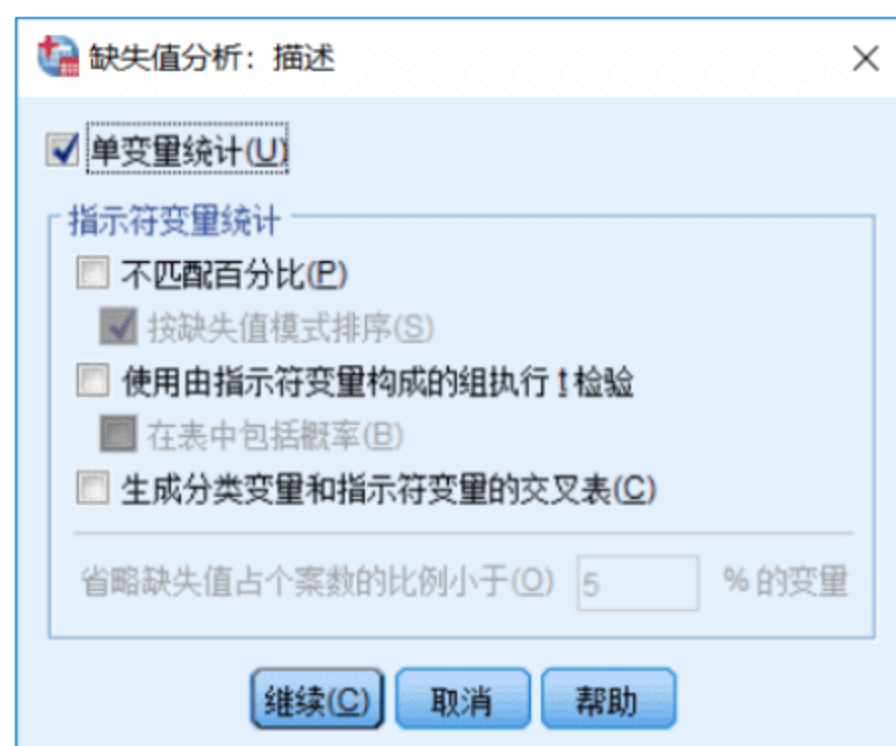 缺失值分析：描述
单变量统计(U)
指示符变量统计
不匹配百分比(P)
按缺失值模式排序(S)
使用由指示符变量构成的组执行 t 检验
在表中包括概率(B)
生成分类变量和指示符变量的交叉表(C)
省略缺失值占个案数的比例小于(O) 5 % 的变量
继续(C) 取消 帮助